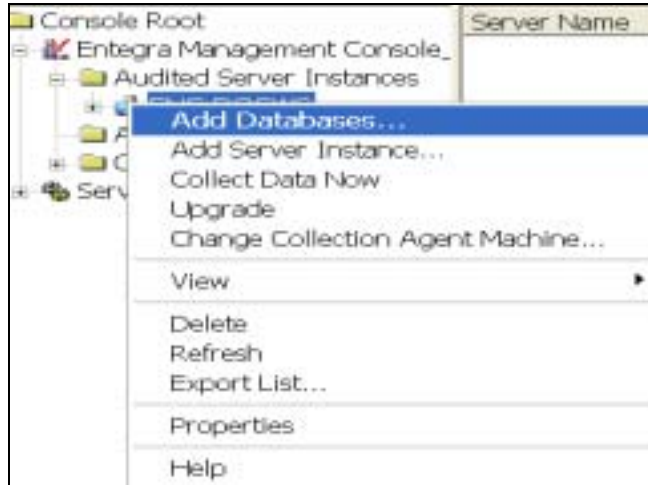 Console Root
Server Name
Entegra Management Console_
Audited Server Instances
Add Databases...
A
Add Server Instance...
C
Collect Data Now
Serv
Upgrade
Change Collection Agent Machine...
View
Delete
Refresh
Export List...
Properties
Help